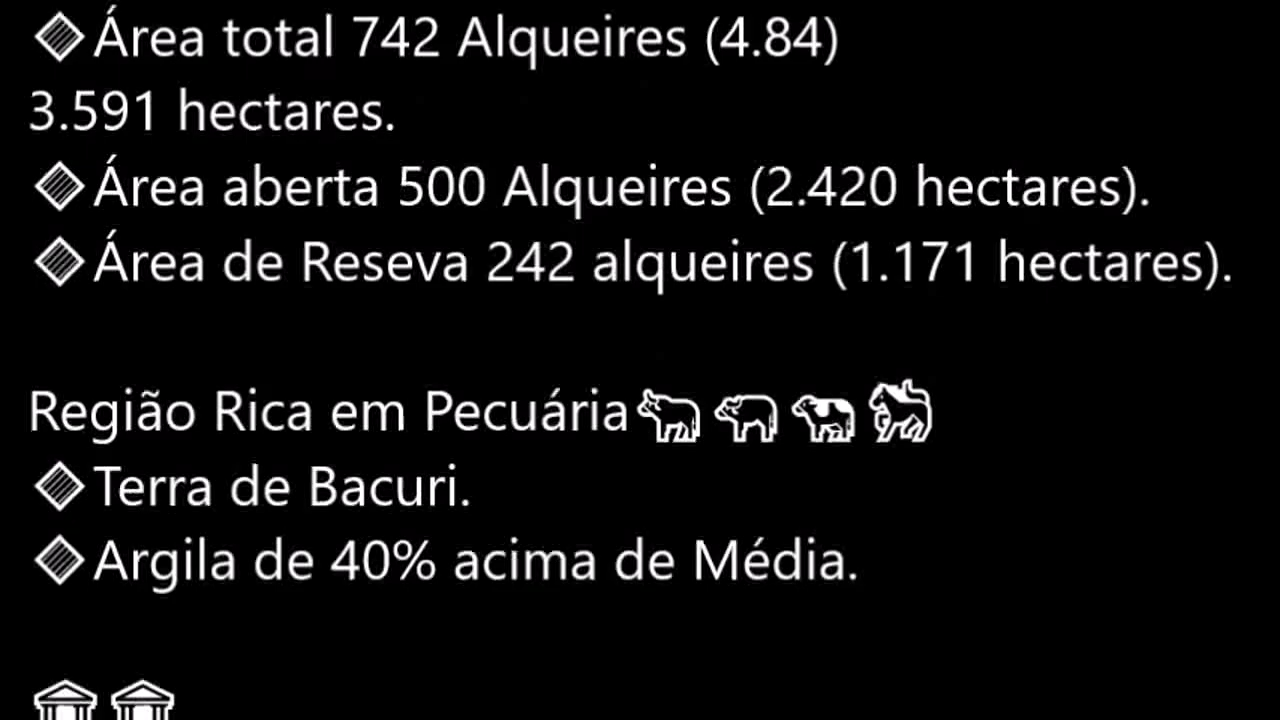 Área total 742 Alqueires (4.84)
3.591 hectares.
Área aberta 500 Alqueires (2.420 hectares).
Área de Reseva 242 alqueires (1.171 hectares).
Região Rica em Pecuária
Terra de Bacuri.
Argila de 40% acima de Média.